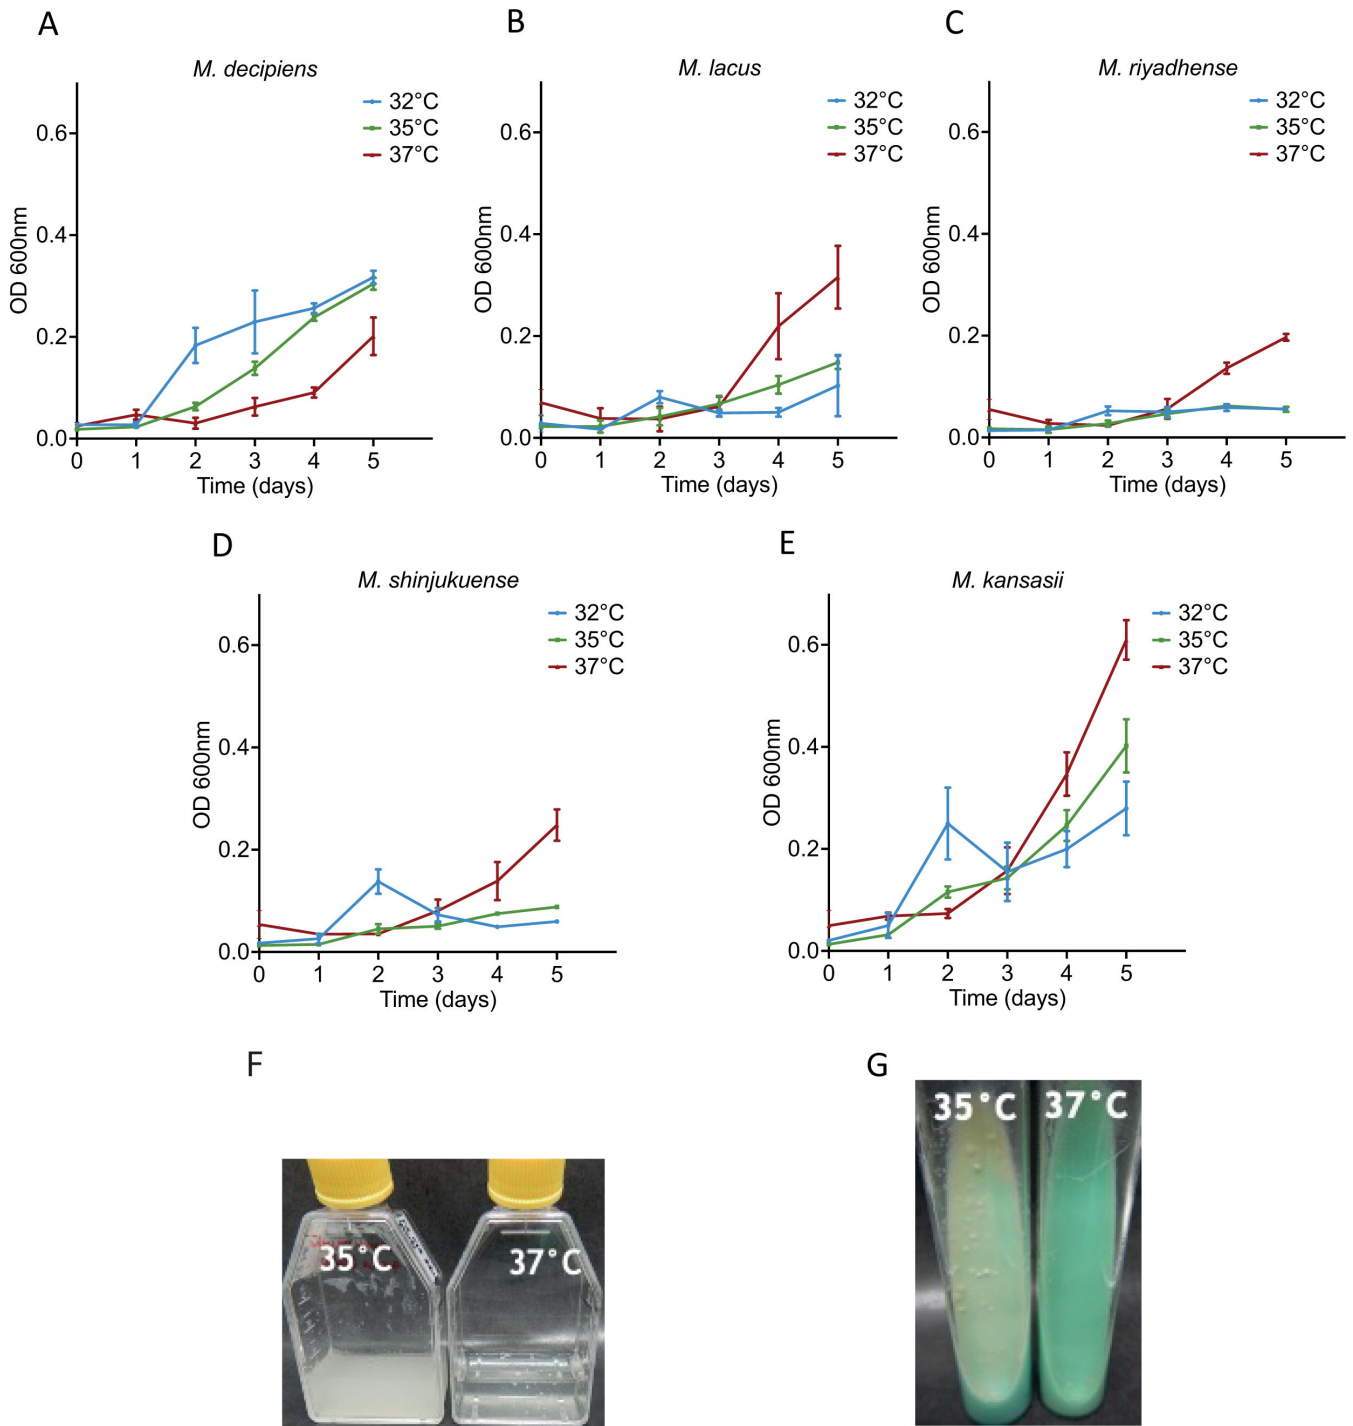 A
B
C
M. decipiens
M. lacus
M. riyadhense
32°C
35°C
37°C
32°C
35°C
37°C
32°C
35°C
37°C
OD 600nm
0.6
0.4
0.2
0.0
0 1 2 3 4 5
Time (days)
OD 600nm
0.6
0.4
0.2
0.0
0 1 2 3 4 5
Time (days)
OD 600nm
0.6
0.4
0.2
0.0
0 1 2 3 4 5
Time (days)
D
E
M. shinjukuense
M. kansasii
32°C
35°C
37°C
32°C
35°C
37°C
OD 600nm
0.6
0.4
0.2
0.0
0 1 2 3 4 5
Time (days)
OD 600nm
0.6
0.4
0.2
0.0
0 1 2 3 4 5
Time (days)
F
G
35°C
37°C
35°C
37°C